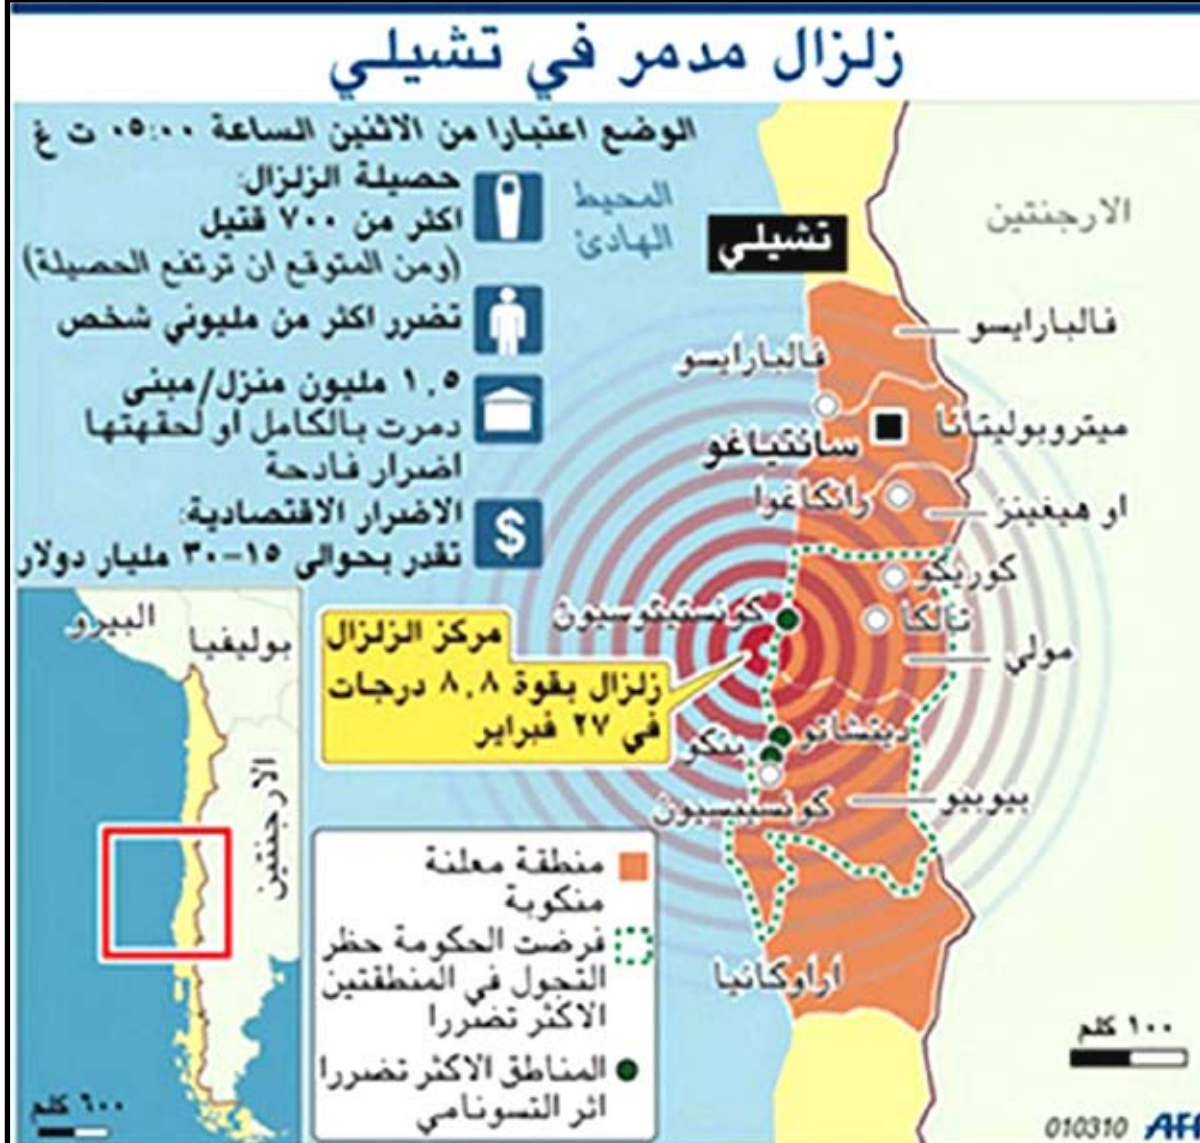 زلزال مدمر في تشيلي
الوضع اعتبارا من الاثنين الساعة ٠٥:٠٠ ت غ
حصيلة الزلزال:
اكثر من ٧٠٠ قتيل
(ومن المتوقع ان ترتفع الحصيلة)
تضرر اكثر من مليوني شخص
١,٥ مليون منزل/مبنى
دمرت بالكامل او لحقهتها
اضرار فادحة
الاضرار الاقتصادية:
تقدر بحوالى ١٥-٣٠ مليار دولار
$
المحيط
الهادئ
تشيلي
الارجنتين
فالبارايسو
فالبارايسو
ميتروبوليتانا
سانتياغو
رانكاغوا
او هيغينز
كوريكو
تالكا
كونستيتوسيون
مولي
مركز الزلزال
زلزال بقوة ٨,٨ درجات
في ٢٧ فبراير
ديتشاتو
بنكو
كونسيبسيون
بيوبيو
اراوكانيا
البيرو
بوليفيا
الارجنتين
٦٠٠ كلم
منطقة معلنة
منكوبة
فرضت الحكومة حظر
التجول في المنطقتين
الاكثر تضررا
المناطق الاكثر تضررا
اثر التسونامي
١٠٠ كلم
010310 AFP